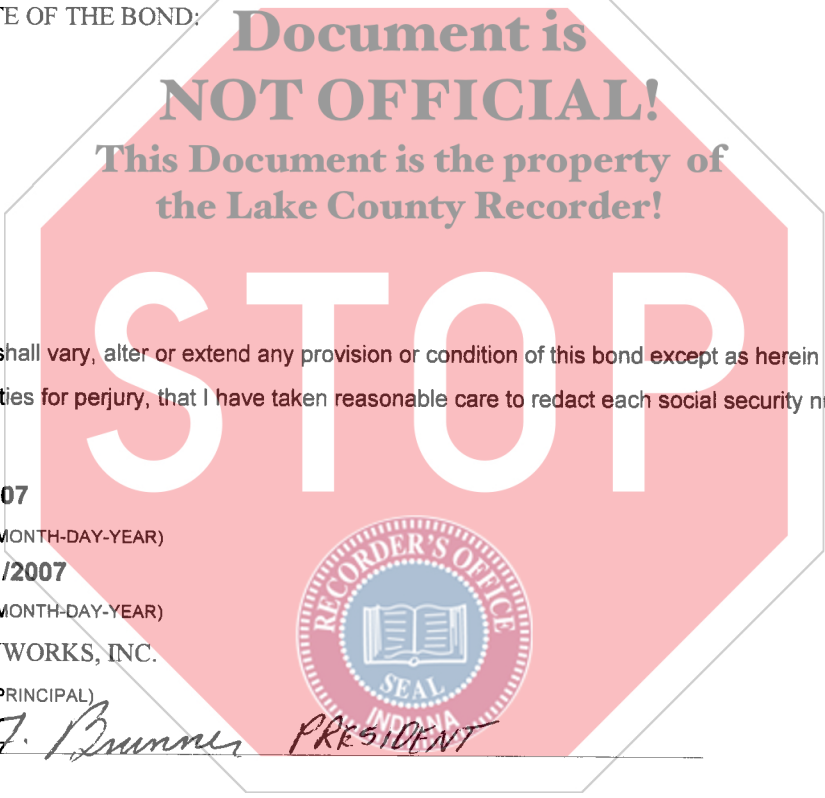 TE OF THE BOND:
Document is
NOT OFFICIAL!
This Document is the property of
the Lake County Recorder!
STOP
shall vary, alter or extend any provision or condition of this bond except as herein
ties for perjury, that I have taken reasonable care to redact each social security n
07
MONTH-DAY-YEAR)
/2007
MONTH-DAY-YEAR)
WORKS, INC.
PRINCIPAL)
J. Brunner PRESIDENT
RECORDER'S OFFICE
SEAL
INDIANA